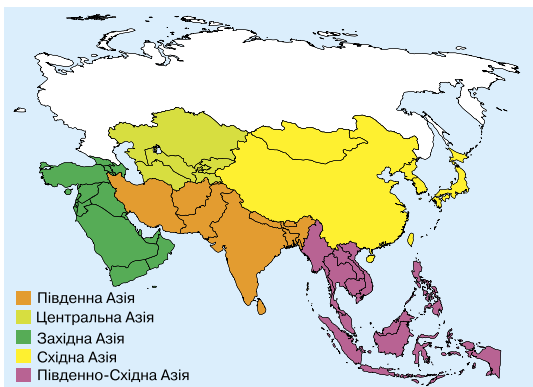 Південна Азія
Центральна Азія
Західна Азія
Східна Азія
Південно-Східна Азія